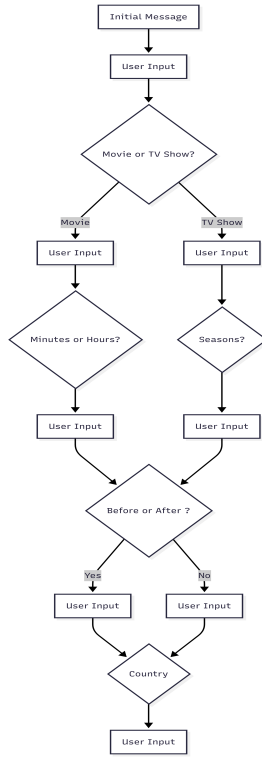 Initial Message
User Input
Movie or TV Show?
Movie
TV Show
User Input
User Input
Minutes or Hours?
Seasons?
User Input
User Input
Before or After ?
Yes
No
User Input
User Input
Country
User Input